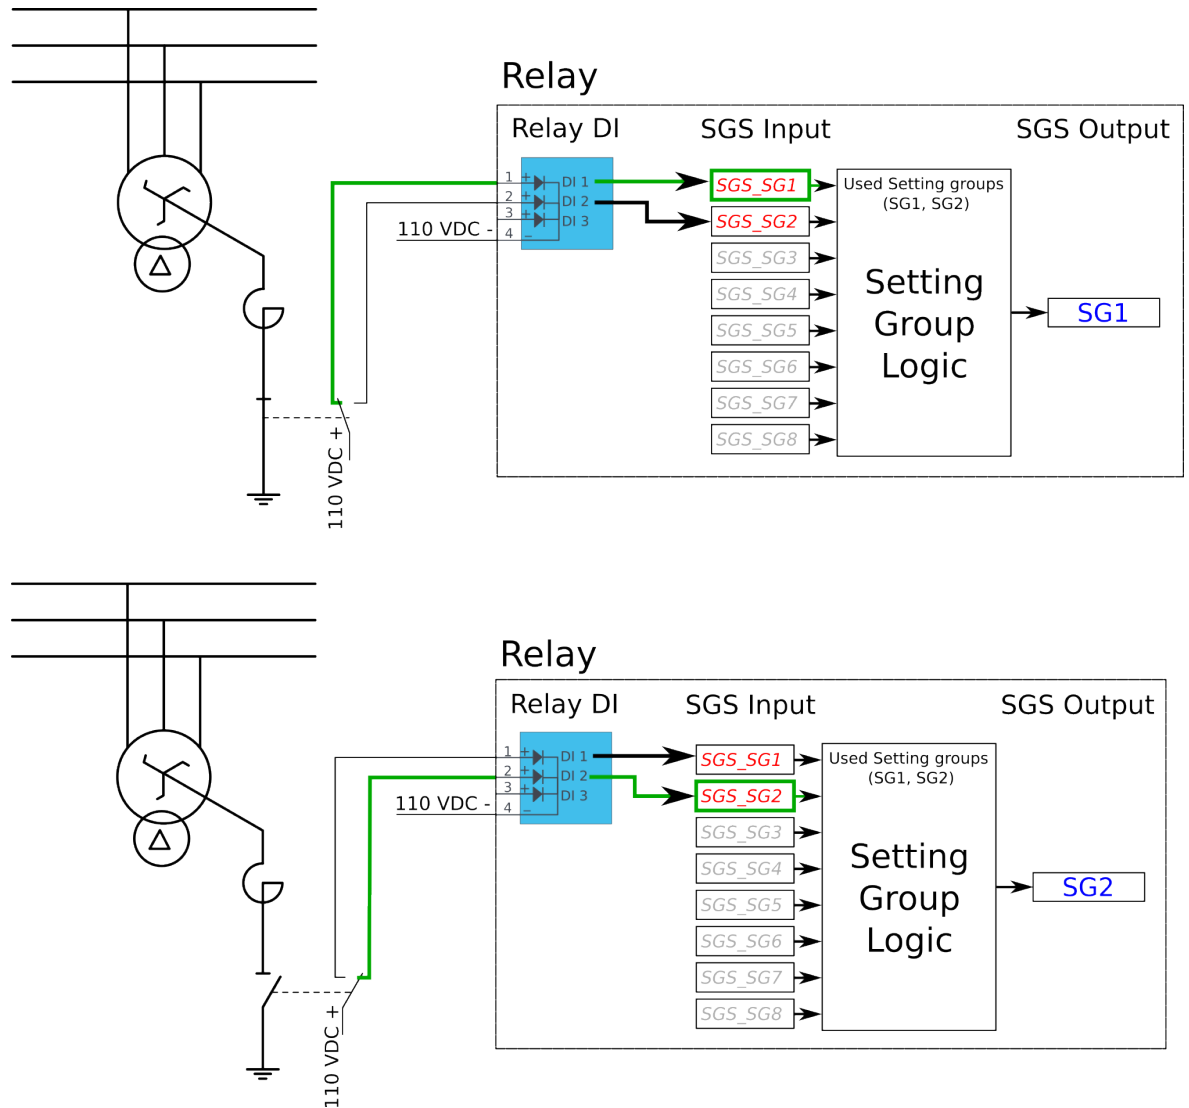 Relay
Relay DI
SGS Input
SGS Output
1 +
DI 1
2 +
DI 2
3 +
DI 3
4 −
110 VDC -
110 VDC +
SGS_SG1
SGS_SG2
SGS_SG3
SGS_SG4
SGS_SG5
SGS_SG6
SGS_SG7
SGS_SG8
Used Setting groups
(SG1, SG2)
Setting
Group
Logic
SG1
Relay
Relay DI
SGS Input
SGS Output
1 +
DI 1
2 +
DI 2
3 +
DI 3
4 −
110 VDC -
110 VDC +
SGS_SG1
SGS_SG2
SGS_SG3
SGS_SG4
SGS_SG5
SGS_SG6
SGS_SG7
SGS_SG8
Used Setting groups
(SG1, SG2)
Setting
Group
Logic
SG2